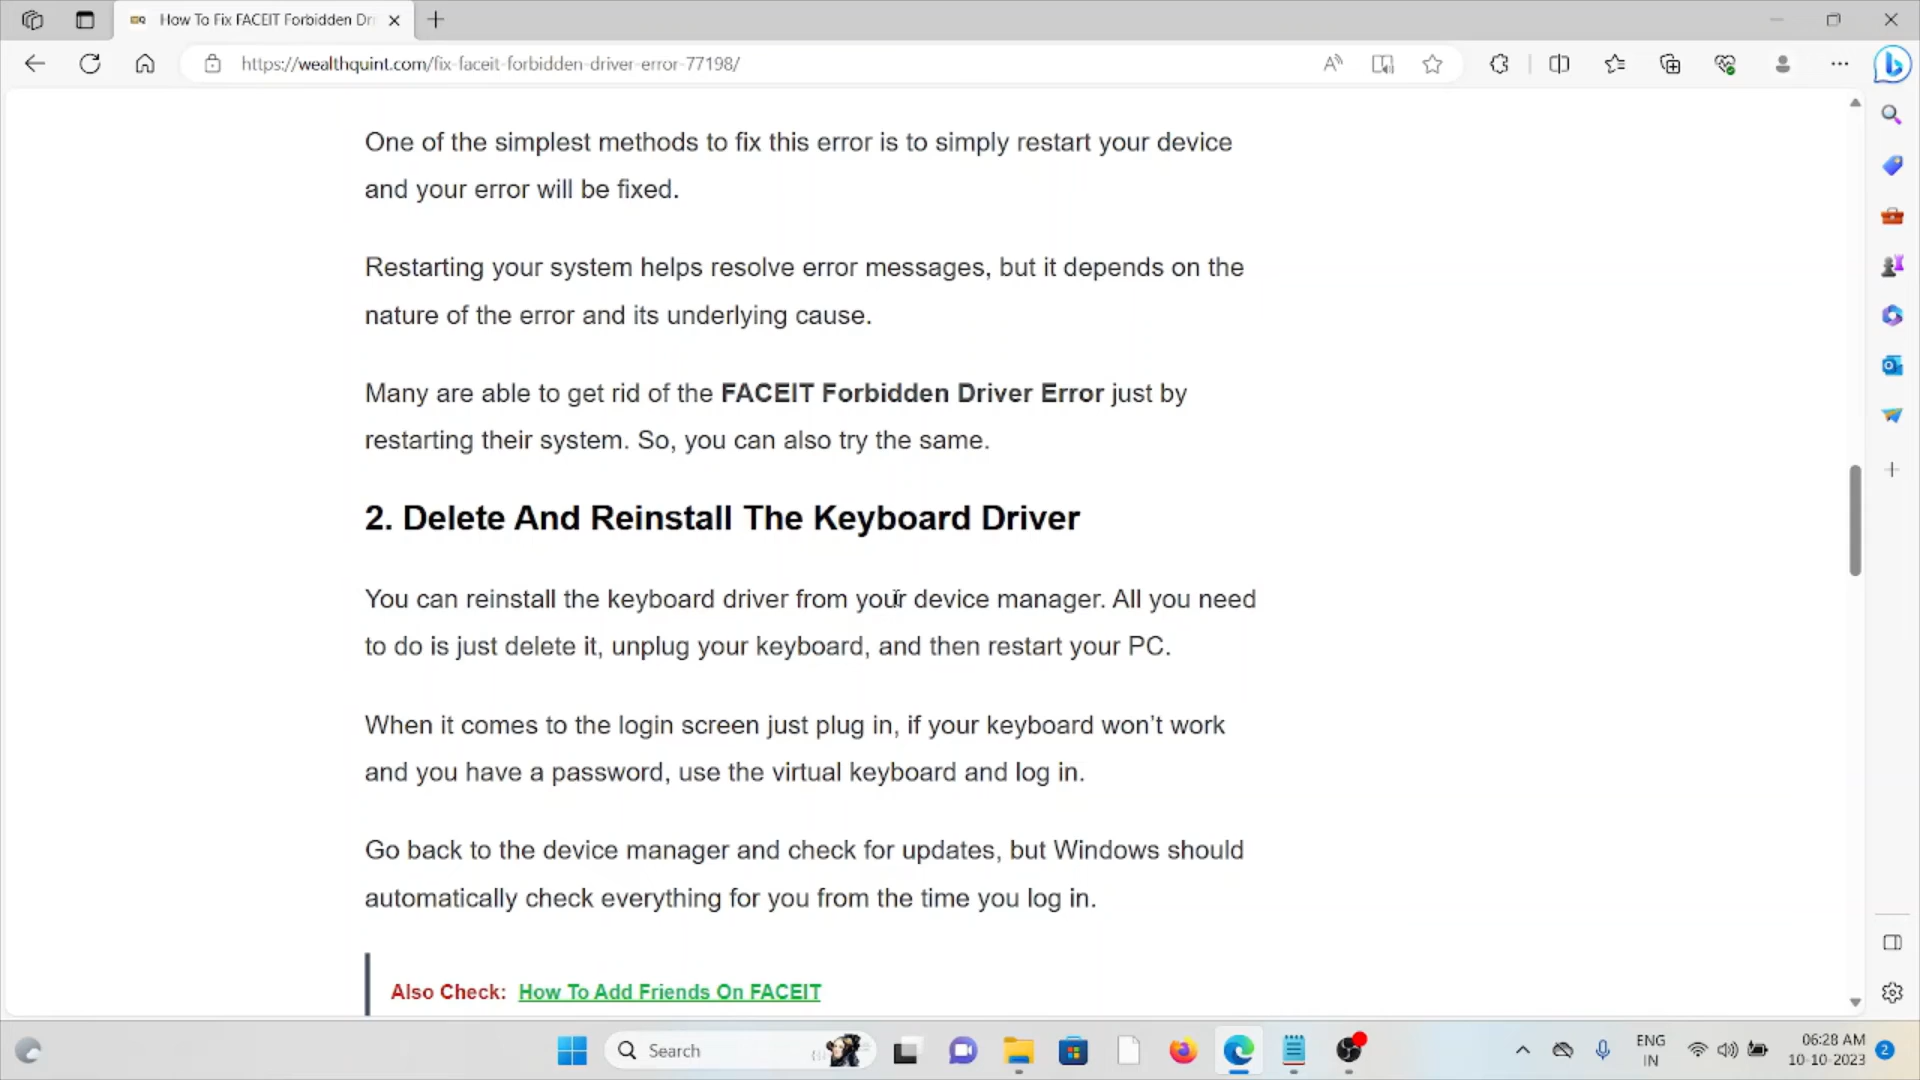 How To Fix FACEIT Forbidden Dr
https://wealthquint.com/fix-faceit-forbidden-driver-error-77198/
One of the simplest methods to fix this error is to simply restart your device
and your error will be fixed.
Restarting your system helps resolve error messages, but it depends on the
nature of the error and its underlying cause.
Many are able to get rid of the FACEIT Forbidden Driver Error just by
restarting their system. So, you can also try the same.
2. Delete And Reinstall The Keyboard Driver
You can reinstall the keyboard driver from your device manager. All you need
to do is just delete it, unplug your keyboard, and then restart your PC.
When it comes to the login screen just plug in, if your keyboard won’t work
and you have a password, use the virtual keyboard and log in.
Go back to the device manager and check for updates, but Windows should
automatically check everything for you from the time you log in.
Also Check: How To Add Friends On FACEIT
Search
ENG
IN
06:28 AM
10-10-2023
2